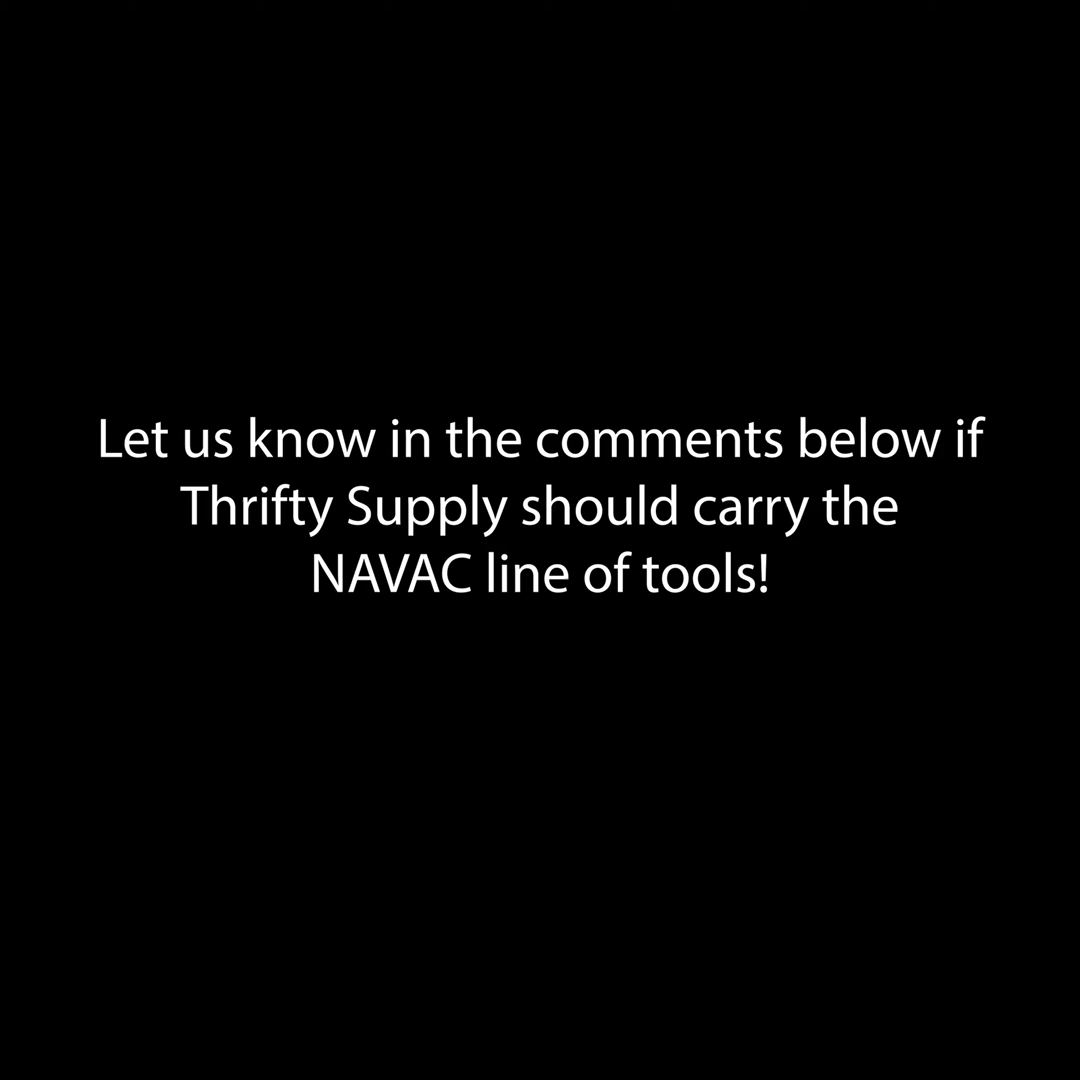 Let us know in the comments below if
Thrifty Supply should carry the
NAVAC line of tools!